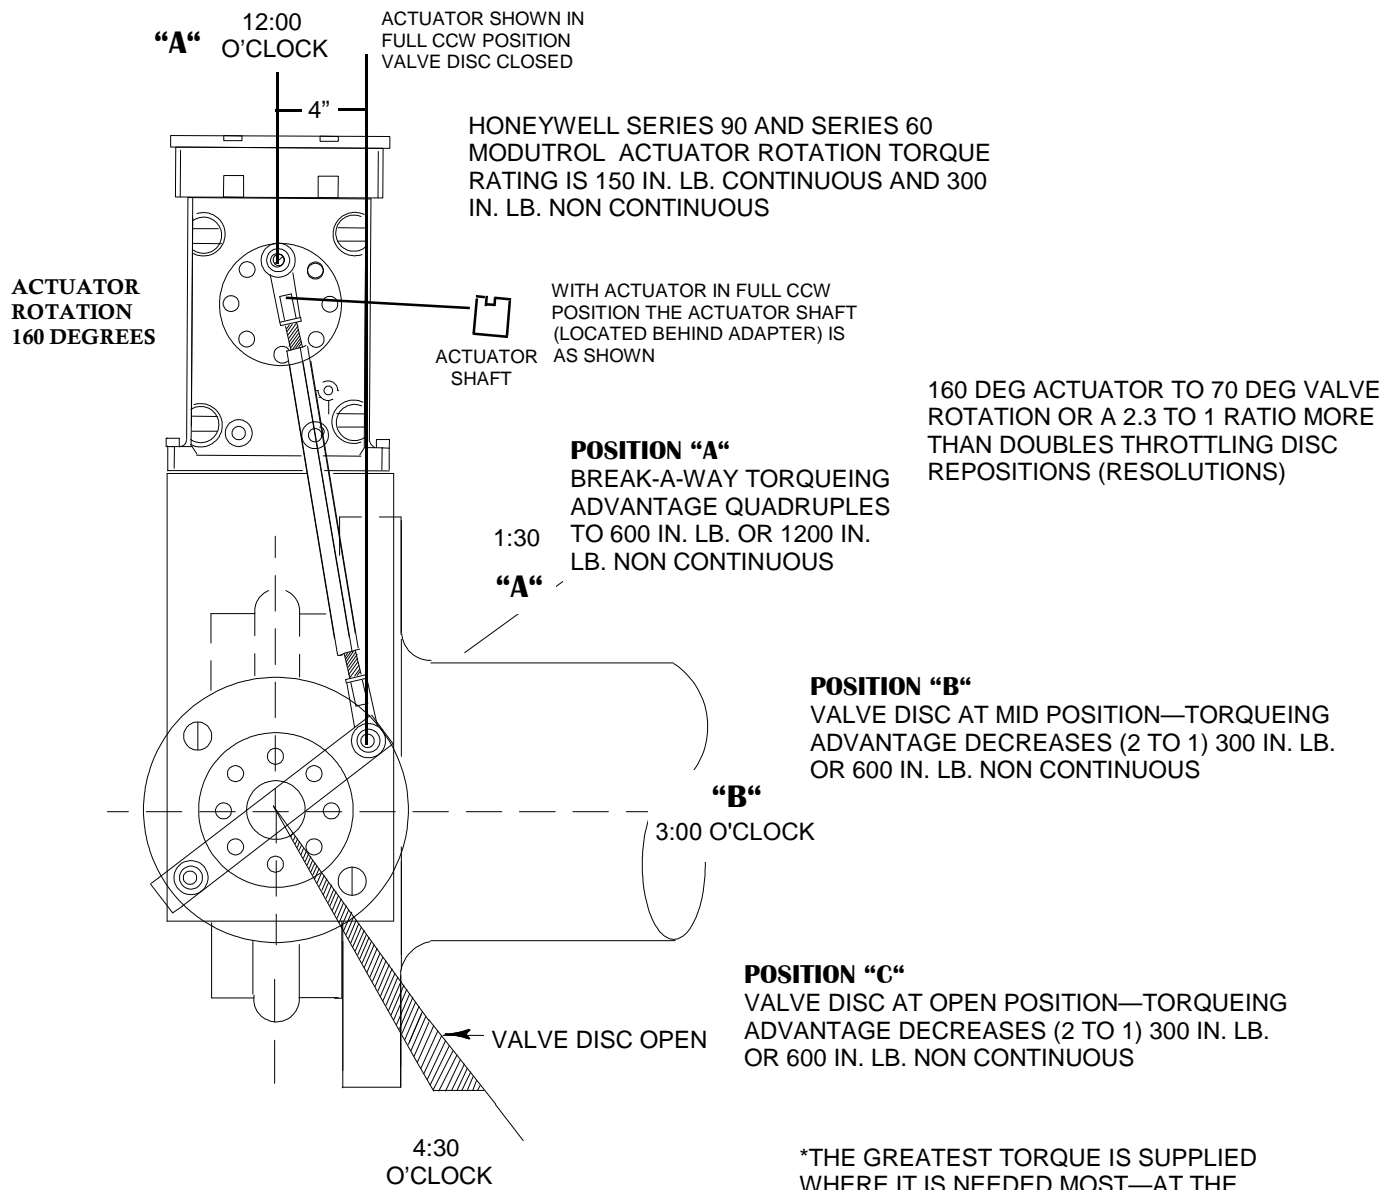 “A“
12:00
O’CLOCK
ACTUATOR SHOWN IN
FULL CCW POSITION
VALVE DISC CLOSED
4”
HONEYWELL SERIES 90 AND SERIES 60
MODUTROL ACTUATOR ROTATION TORQUE
RATING IS 150 IN. LB. CONTINUOUS AND 300
IN. LB. NON CONTINUOUS
ACTUATOR
ROTATION
160 DEGREES
WITH ACTUATOR IN FULL CCW
POSITION THE ACTUATOR SHAFT
(LOCATED BEHIND ADAPTER) IS
AS SHOWN
ACTUATOR
SHAFT
160 DEG ACTUATOR TO 70 DEG VALVE
ROTATION OR A 2.3 TO 1 RATIO MORE
THAN DOUBLES THROTTLING DISC
REPOSITIONS (RESOLUTIONS)
POSITION “A“
BREAK-A-WAY TORQUEING
ADVANTAGE QUADRUPLES
TO 600 IN. LB. OR 1200 IN.
LB. NON CONTINUOUS
1:30
“A“
POSITION “B“
VALVE DISC AT MID POSITION—TORQUEING
ADVANTAGE DECREASES (2 TO 1) 300 IN. LB.
OR 600 IN. LB. NON CONTINUOUS
“B“
3:00 O'CLOCK
POSITION “C“
VALVE DISC AT OPEN POSITION—TORQUEING
ADVANTAGE DECREASES (2 TO 1) 300 IN. LB.
OR 600 IN. LB. NON CONTINUOUS
VALVE DISC OPEN
4:30
O’CLOCK
*THE GREATEST TORQUE IS SUPPLIED
WHERE IT IS NEEDED MOST—AT THE